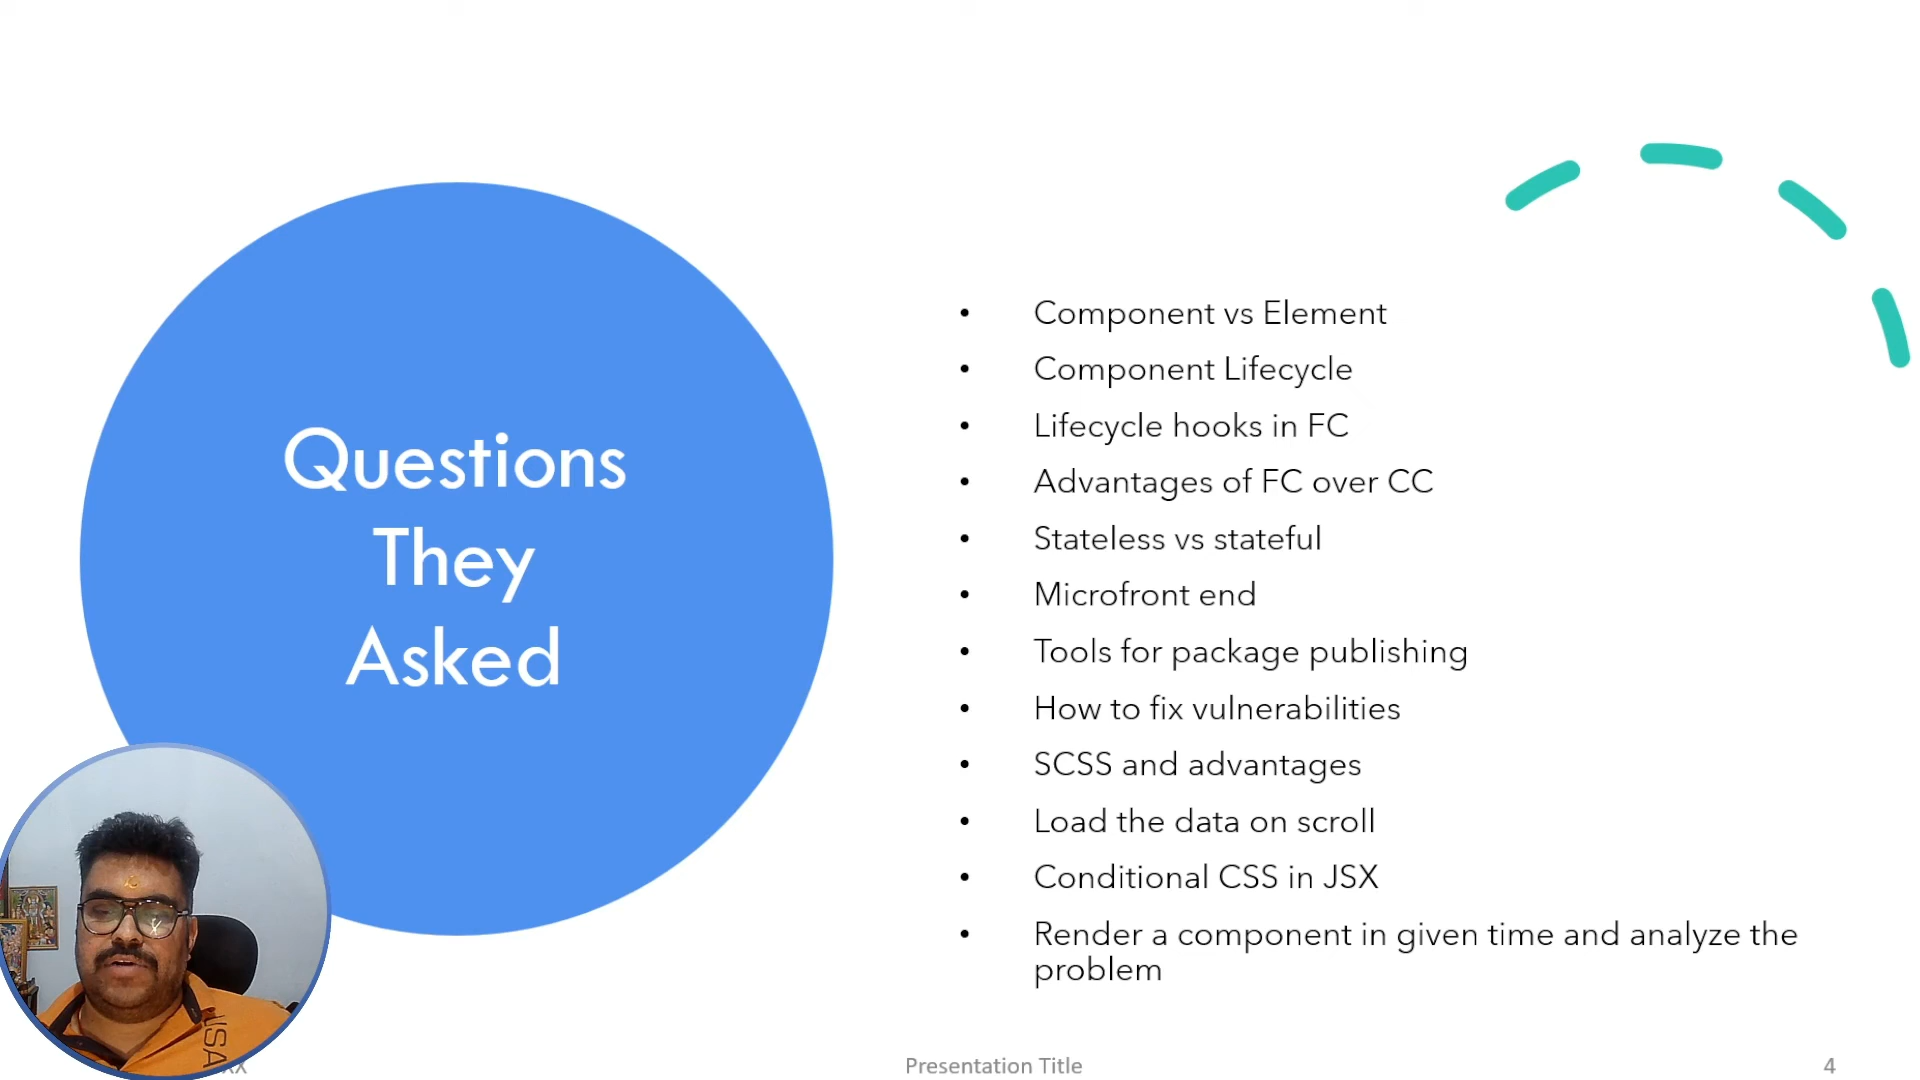 Questions
They
Asked
• Component vs Element
• Component Lifecycle
• Lifecycle hooks in FC
• Advantages of FC over CC
• Stateless vs stateful
• Microfront end
• Tools for package publishing
• How to fix vulnerabilities
• SCSS and advantages
• Load the data on scroll
• Conditional CSS in JSX
• Render a component in given time and analyze the
problem
USA
Presentation Title
4